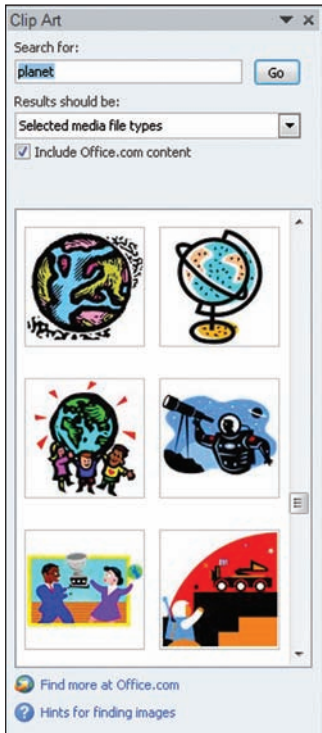 Clip Art
Search for:
planet
Go
Results should be:
Selected media file types
Include Office.com content
Find more at Office.com
Hints for finding images